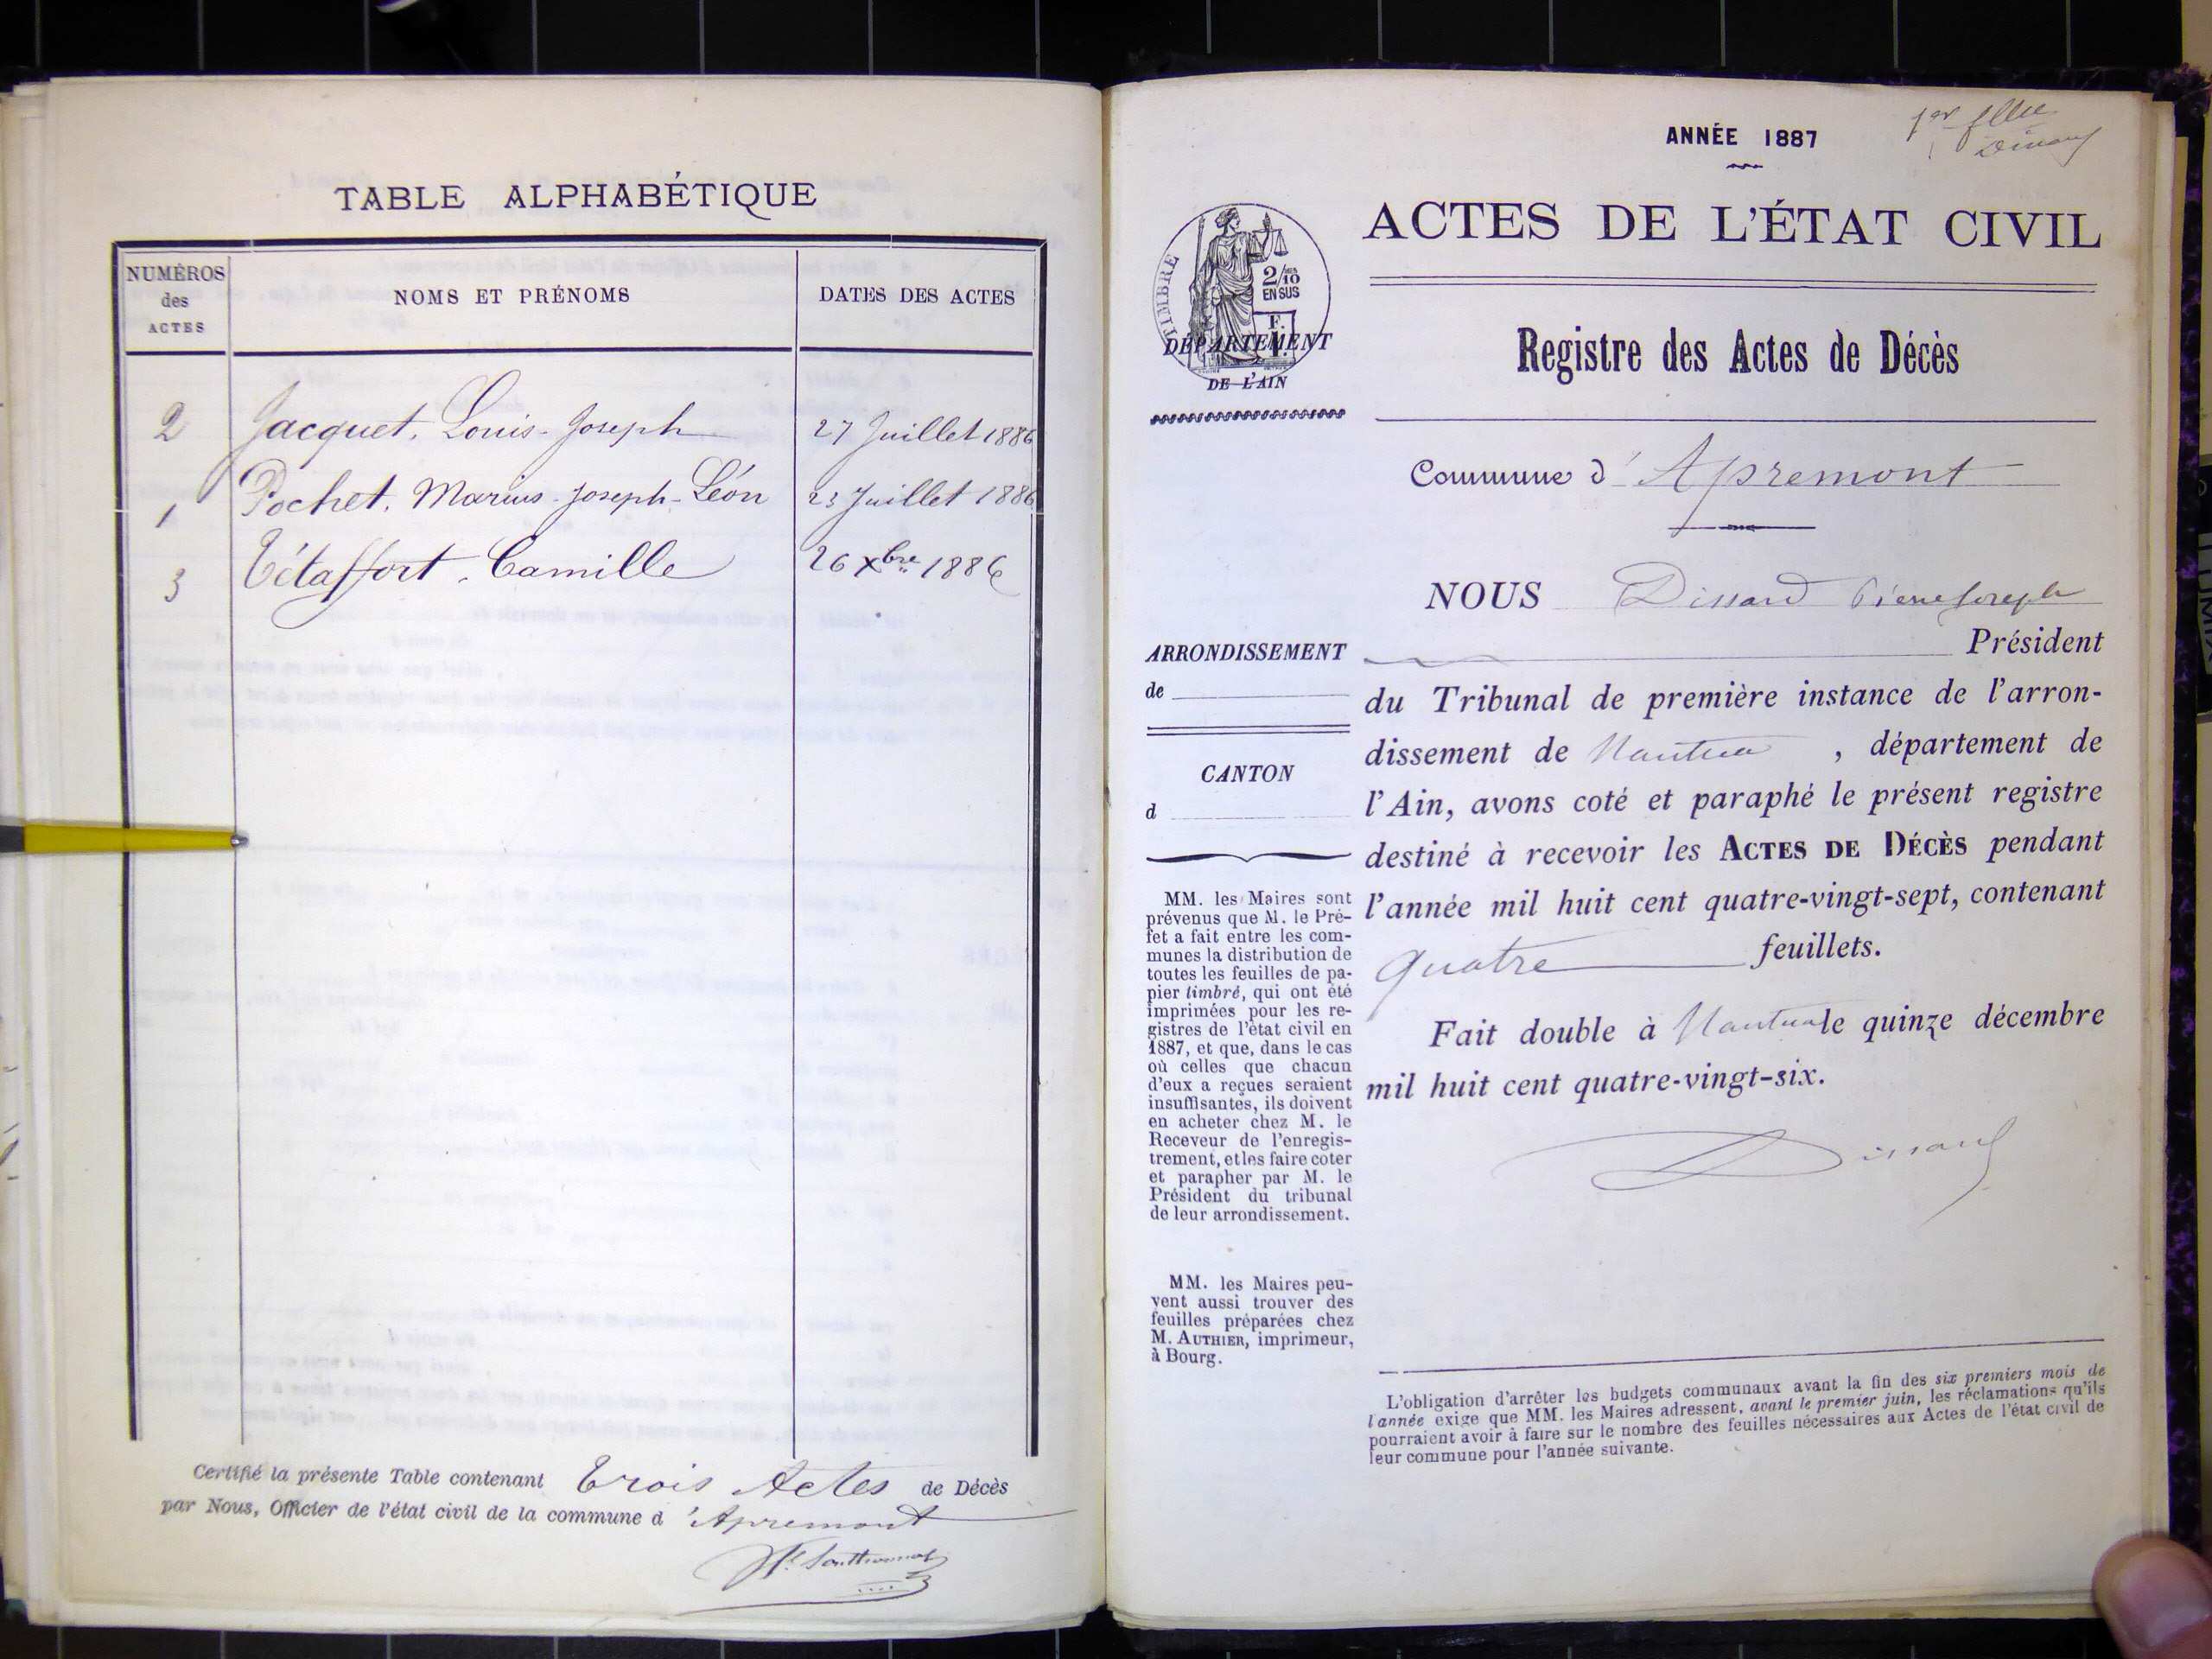 TABLE ALPHABÉTIQUE
NUMÉROS
des
ACTES
NOMS ET PRÉNOMS
DATES DES ACTES
2 Jacquet, Louis-Joseph 27 Juillet 1886
1 Pochet, Marius-Joseph-Léon 23 Juillet 1886
3 Tétaffort, Camille 26 Xbre 1886
Certifié la présente Table contenant Trois Actes de Décès
par Nous, Officier de l'état civil de la commune d'Apremont
ANNÉE 1887
1er
ACTES DE L'ÉTAT CIVIL
TIMBRE
2/10
EN SUS
F.
1
DÉPARTEMENT
DE L'AIN
Registre des Actes de Décès
Commune d'Apremont
NOUS Dissard Pierre Joseph
Président
du Tribunal de première instance de l'arron-
dissement de Nantua, département de
l'Ain, avons coté et paraphé le présent registre
destiné à recevoir les ACTES DE DÉCÈS pendant
l'année mil huit cent quatre-vingt-sept, contenant
quatre feuillets.
Fait double à Nantua le quinze décembre
mil huit cent quatre-vingt-six.
Dissard
ARRONDISSEMENT
de
CANTON
d
MM. les Maires sont
prévenus que M. le Pré-
fet a fait entre les com-
munes la distribution de
toutes les feuilles de pa-
pier timbré, qui ont été
imprimées pour les re-
gistres de l'état civil en
1887, et que, dans le cas
où celles que chacun
d'eux a reçues seraient
insuffisantes, ils doivent
en acheter chez M. le
Receveur de l'enregis-
trement, et les faire coter
et parapher par M. le
Président du tribunal
de leur arrondissement.
MM. les Maires peu-
vent aussi trouver des
feuilles préparées chez
M. AUTHIER, imprimeur,
à Bourg.
L'obligation d'arrêter les budgets communaux avant la fin des six premiers mois de
l'année exige que MM. les Maires adressent, avant le premier juin, les réclamations qu'ils
pourraient avoir à faire sur le nombre des feuilles nécessaires aux Actes de l'état civil de
leur commune pour l'année suivante.